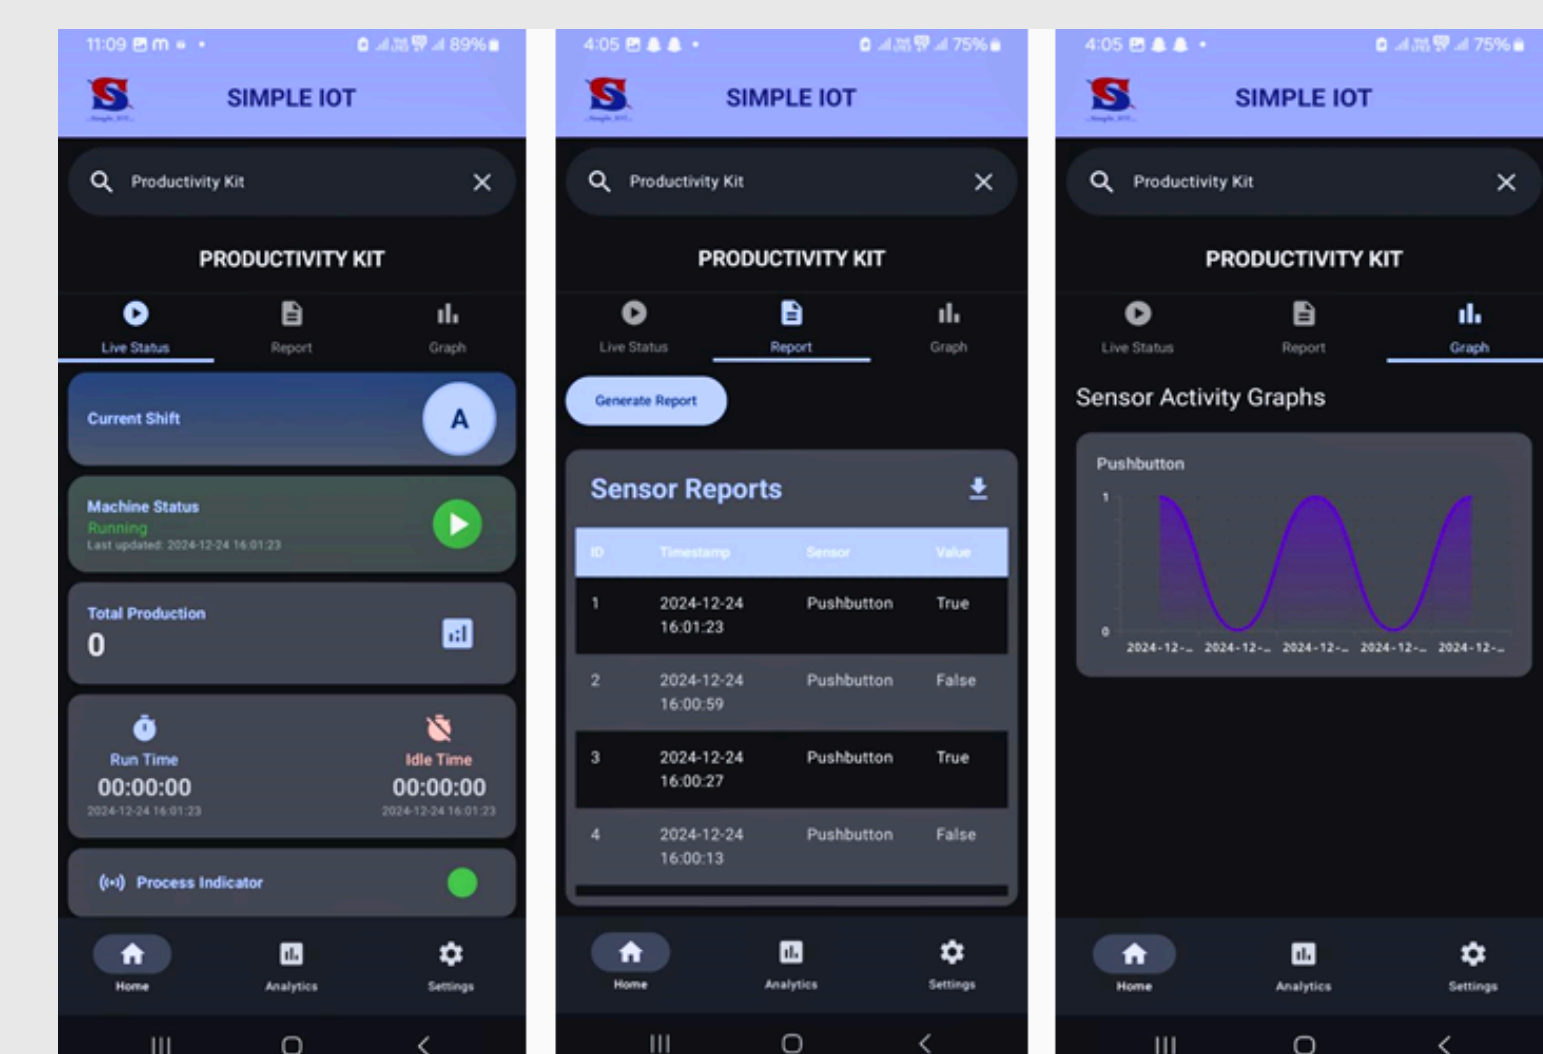 11:09 m 89%
SIMPLE IOT
Productivity Kit
PRODUCTIVITY KIT
Live Status Report Graph
Current Shift A
Machine Status
Running
Last updated: 2024-12-24 16:01:23
Total Production
0
Run Time Idle Time
00:00:00 00:00:00
2024-12-24 16:01:23 2024-12-24 16:01:23
Process Indicator
Home Analytics Settings
4:05 75%
SIMPLE IOT
Productivity Kit
PRODUCTIVITY KIT
Live Status Report Graph
Generate Report
Sensor Reports
ID Timestamp Sensor Value
1 2024-12-24 Pushbutton True
16:01:23
2 2024-12-24 Pushbutton False
16:00:59
3 2024-12-24 Pushbutton True
16:00:27
4 2024-12-24 Pushbutton False
16:00:13
Home Analytics Settings
4:05 75%
SIMPLE IOT
Productivity Kit
PRODUCTIVITY KIT
Live Status Report Graph
Sensor Activity Graphs
Pushbutton
1
0
2024-12-... 2024-12-... 2024-12-... 2024-12-... 2024-12-...
Home Analytics Settings